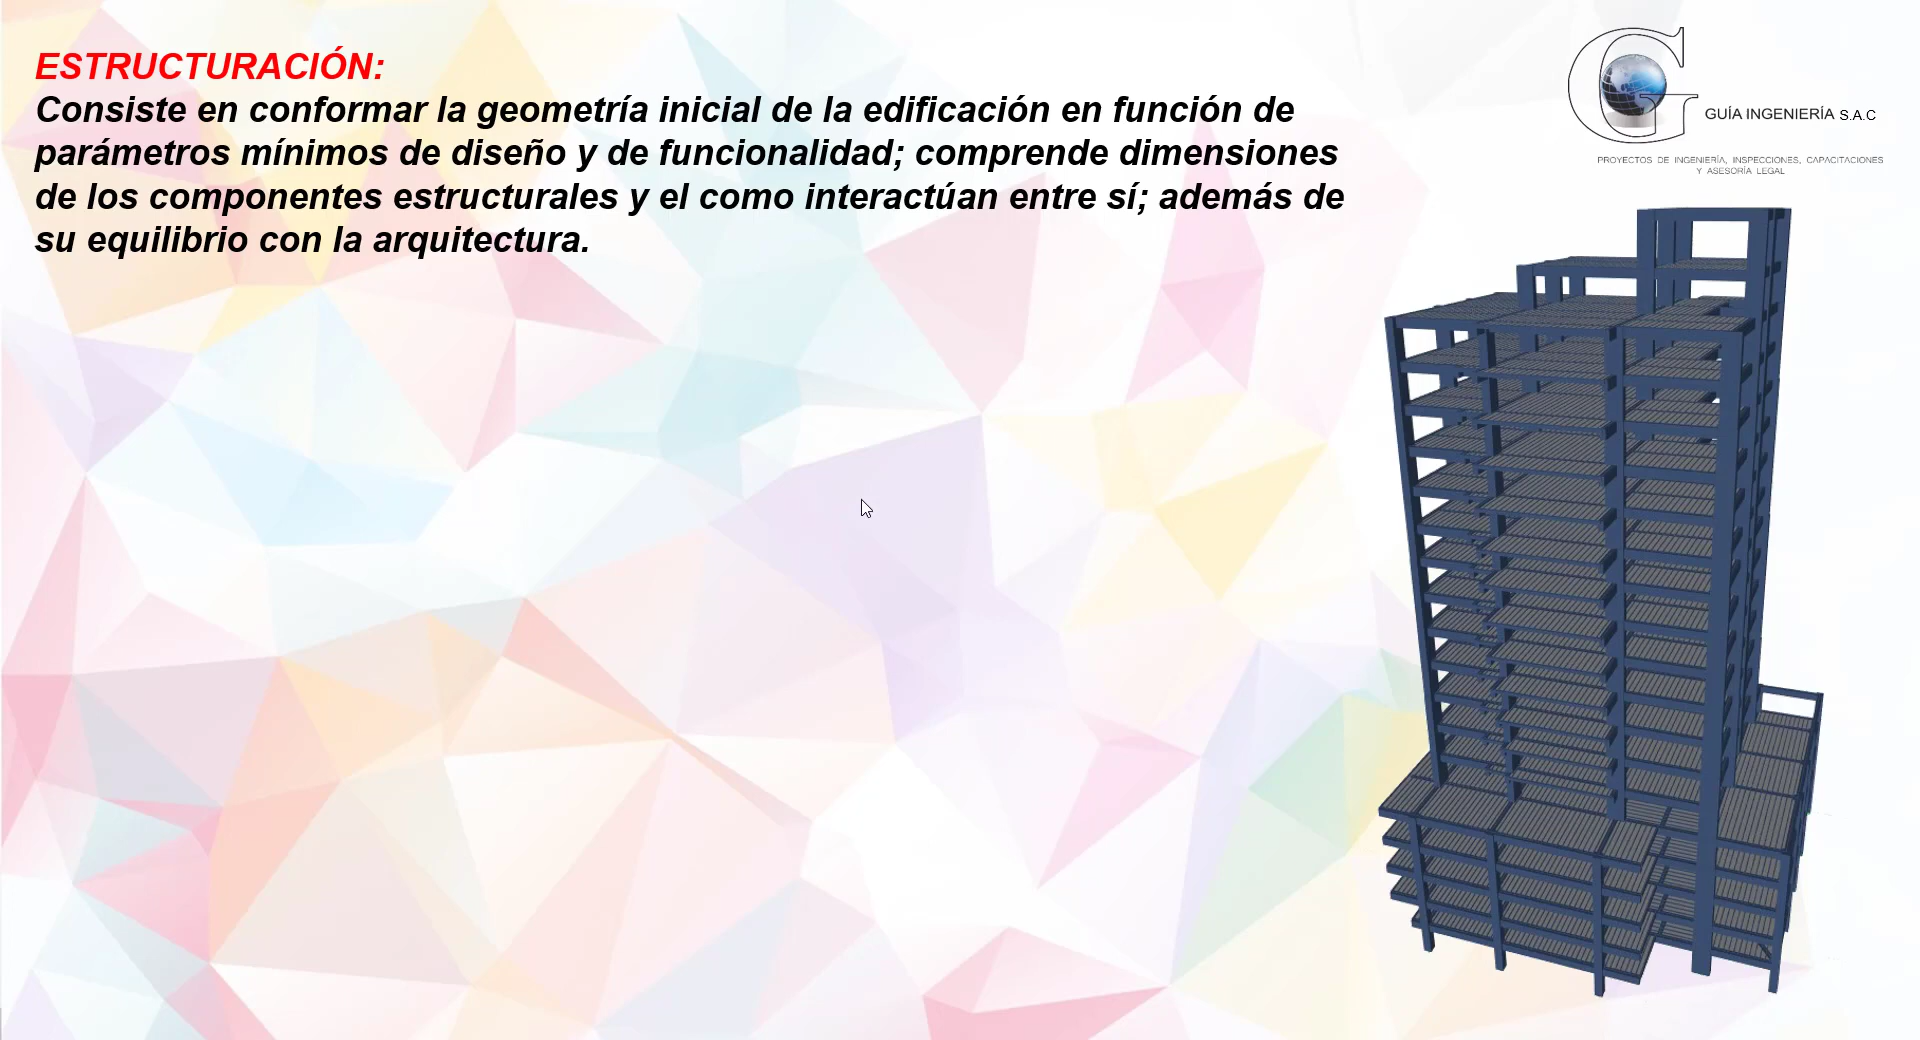 ESTRUCTURACIÓN:
Consiste en conformar la geometría inicial de la edificación en función de
parámetros mínimos de diseño y de funcionalidad; comprende dimensiones
de los componentes estructurales y el como interactúan entre sí; además de
su equilibrio con la arquitectura.
G
GUÍA INGENIERÍA S.A.C
PROYECTOS DE INGENIERÍA, INSPECCIONES, CAPACITACIONES
Y ASESORÍA LEGAL